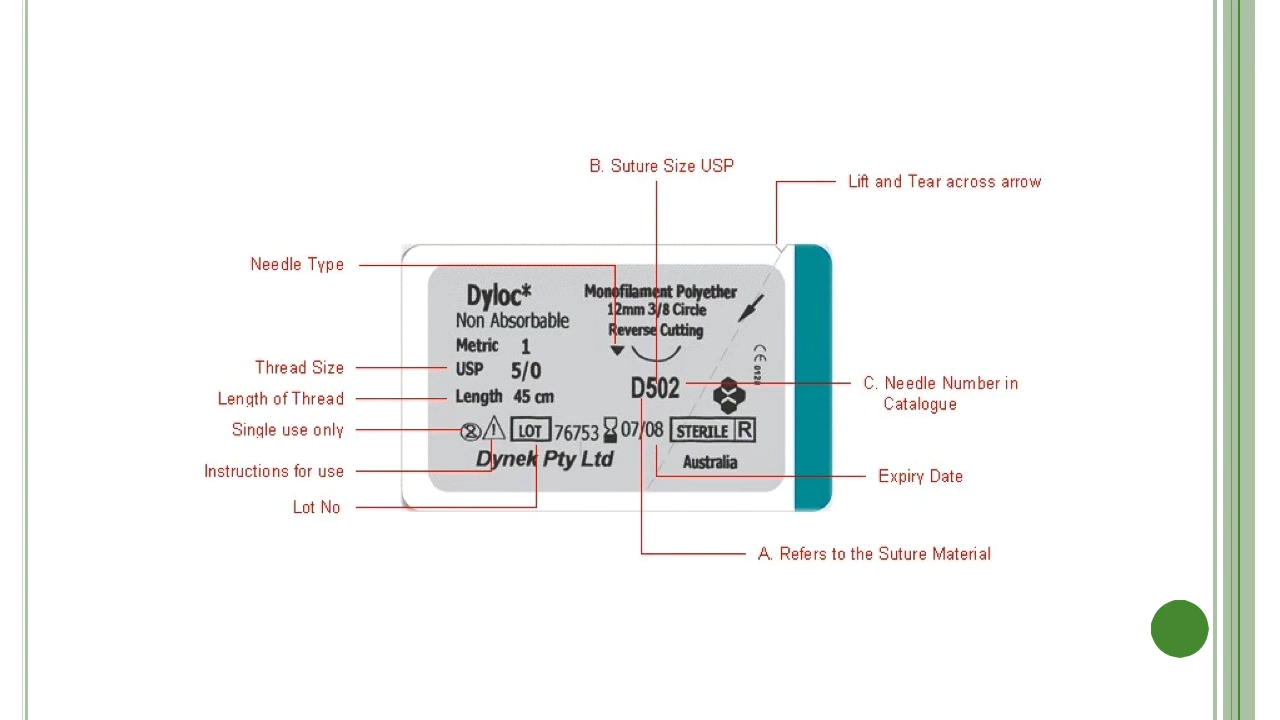 B. Suture Size USP
Lift and Tear across arrow
Needle Type
Dyloc*
Non Absorbable
Monofilament Polyether
12mm 3/8 Circle
Reverse Cutting
Metric 1
Thread Size
USP 5/0
D502
C. Needle Number in
Catalogue
Length of Thread
Length 45 cm
Single use only
LOT 76753 07/08 STERILE R
Dynek Pty Ltd
Australia
Instructions for use
Expiry Date
Lot No
A. Refers to the Suture Material